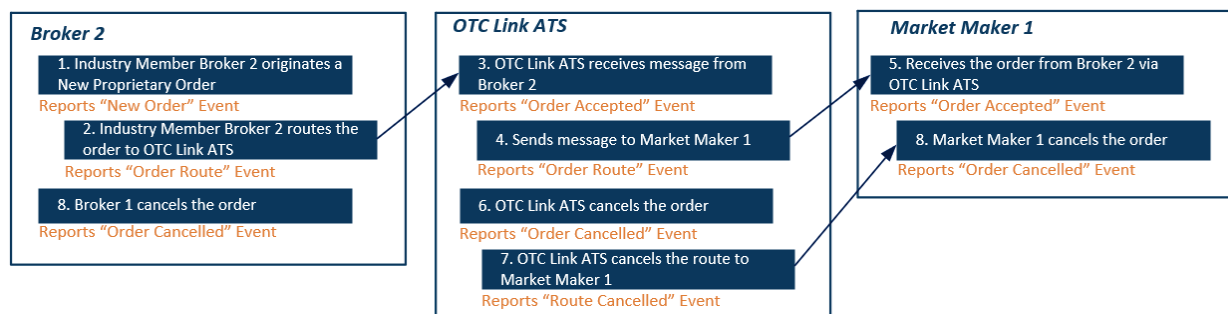 Broker 2
1. Industry Member Broker 2 originates a
New Proprietary Order
Reports “New Order” Event
2. Industry Member Broker 2 routes the
order to OTC Link ATS
Reports “Order Route” Event
8. Broker 1 cancels the order
Reports “Order Cancelled” Event
OTC Link ATS
3. OTC Link ATS receives message from
Broker 2
Reports “Order Accepted” Event
4. Sends message to Market Maker 1
Reports “Order Route” Event
6. OTC Link ATS cancels the order
Reports “Order Cancelled” Event
7. OTC Link ATS cancels the route to
Market Maker 1
Reports “Route Cancelled” Event
Market Maker 1
5. Receives the order from Broker 2 via
OTC Link ATS
Reports “Order Accepted” Event
8. Market Maker 1 cancels the order
Reports “Order Cancelled” Event